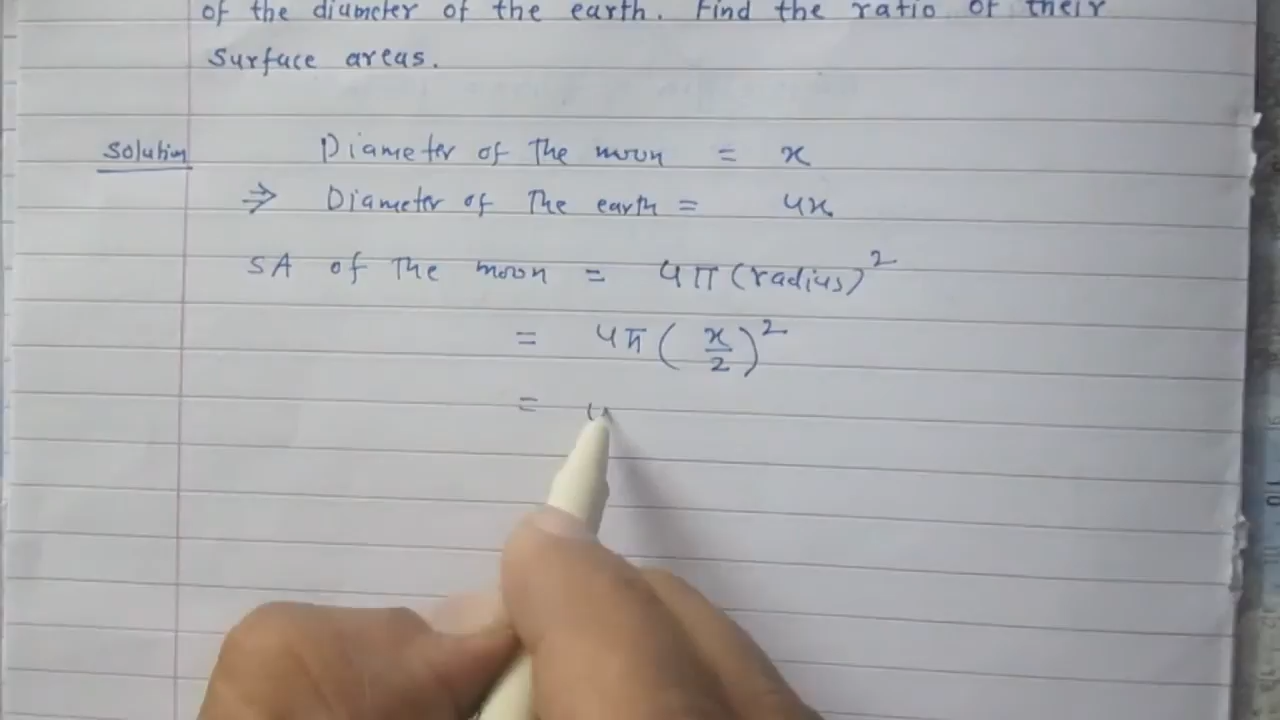 of the diameter of the earth. Find the ratio of their
surface areas.
Solution Diameter of the moon = x
⇒ Diameter of the earth = 4x
SA of the moon = 4π (radius)²
= 4π (x/2)²
=